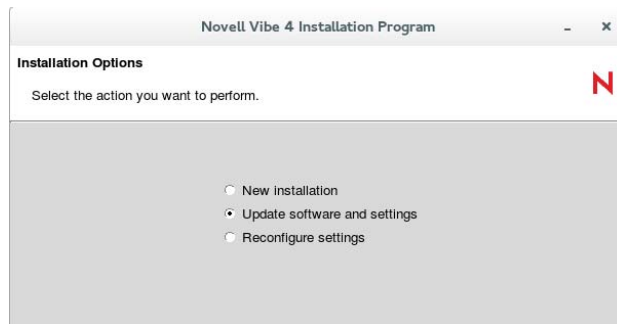 Novell Vibe 4 Installation Program
Installation Options
Select the action you want to perform.
N
New installation
Update software and settings
Reconfigure settings